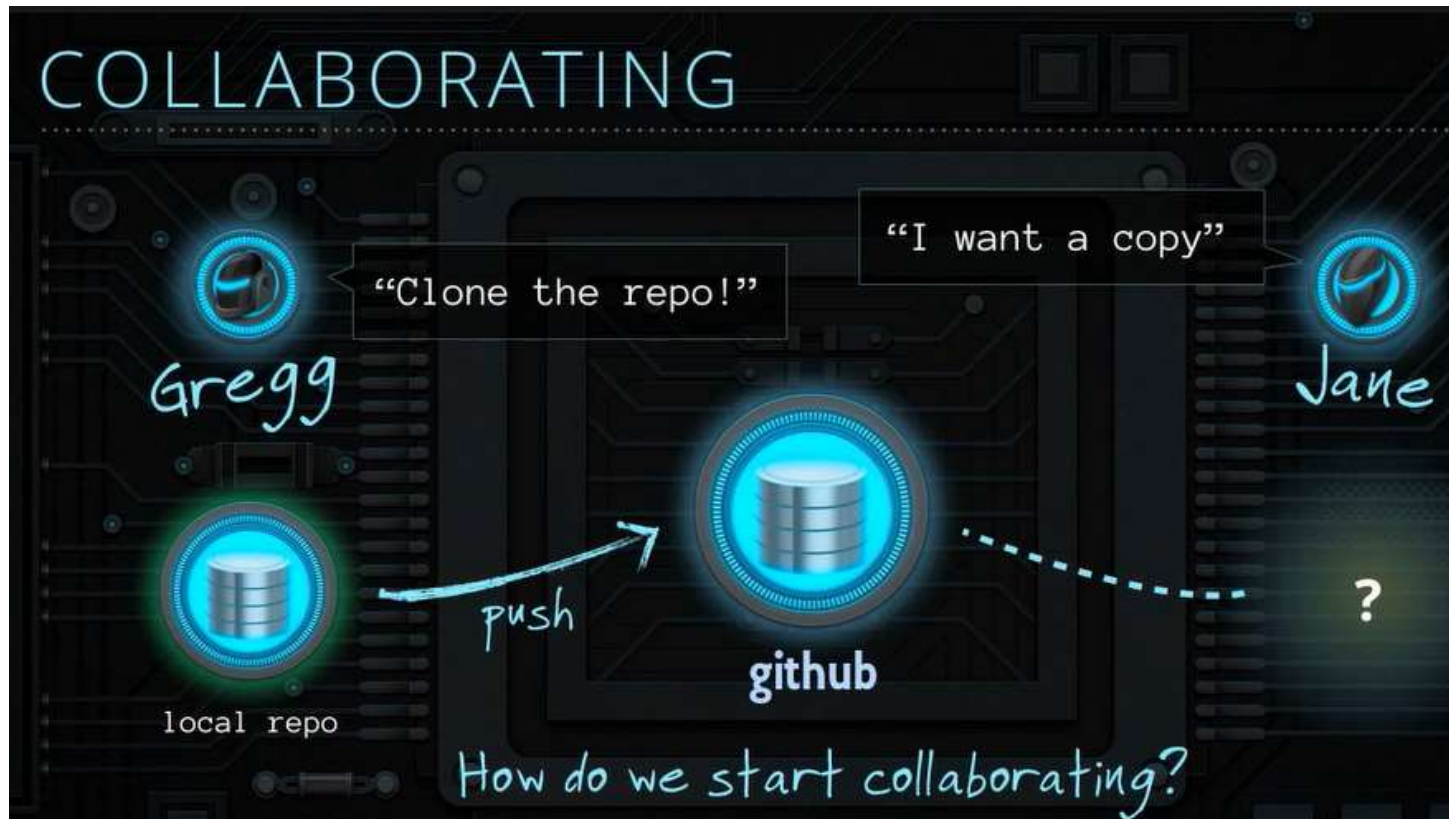 COLLABORATING
“I want a copy”
“Clone the repo!”
Gregg
Jane
push
?
github
local repo
How do we start collaborating?